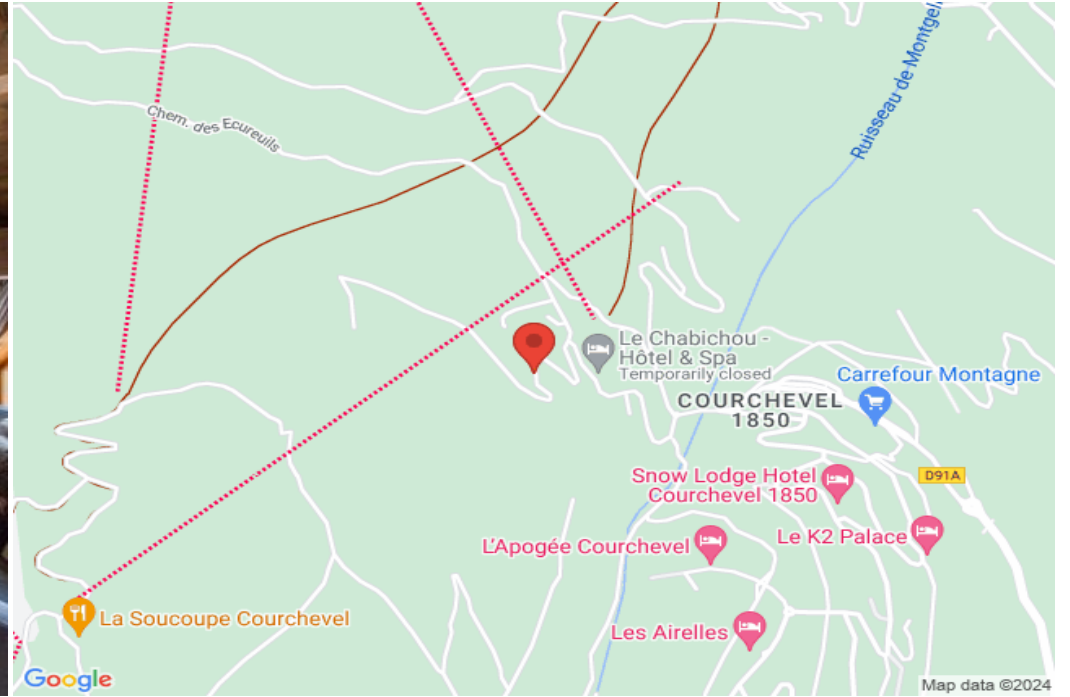 Ruisseau de Montgel
Chem. des Ecureuils
Le Chabichou -
Hôtel & Spa
Temporarily closed
Carrefour Montagne
COURCHEVEL
1850
Snow Lodge Hotel
Courchevel 1850
D91A
L'Apogée Courchevel
Le K2 Palace
La Soucoupe Courchevel
Les Airelles
Google
Map data ©2024